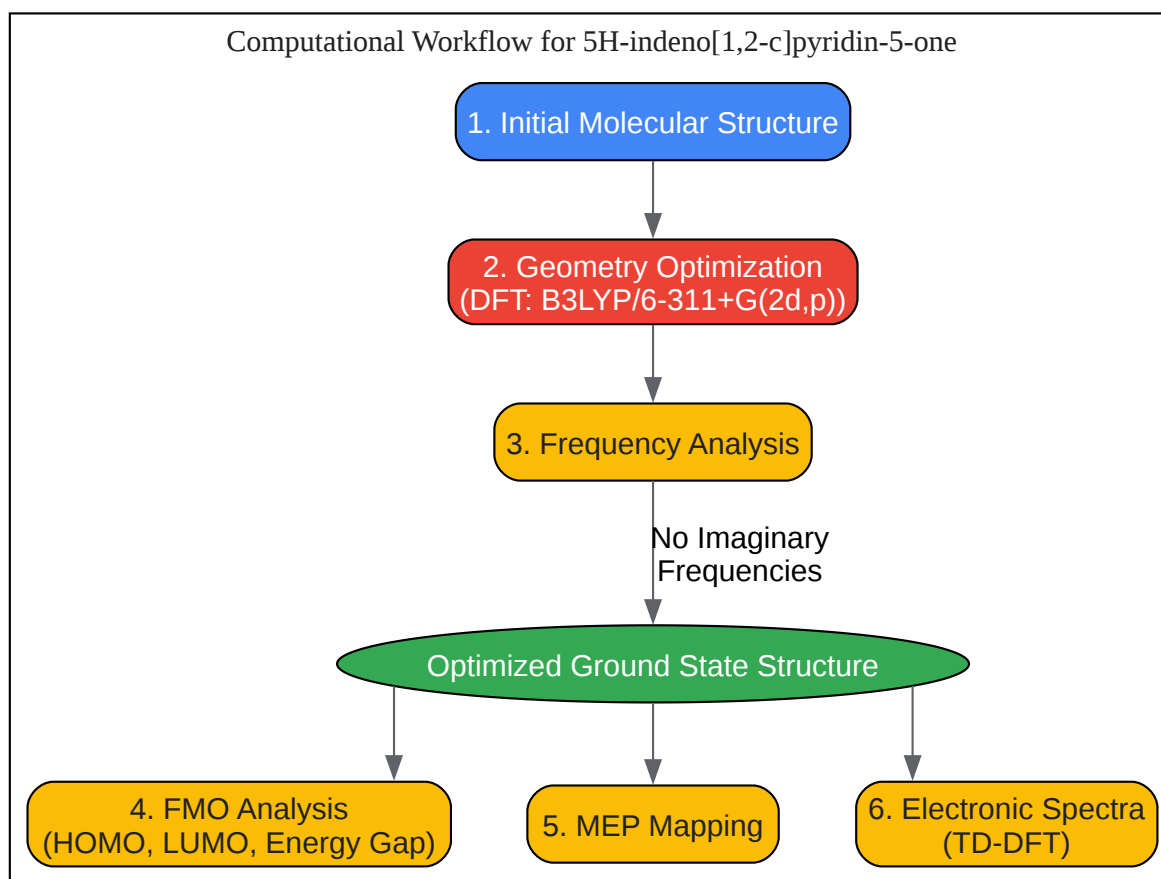 Computational Workflow for 5H-indeno[1,2-c]pyridin-5-one
1. Initial Molecular Structure
2. Geometry Optimization
(DFT: B3LYP/6-311+G(2d,p))
3. Frequency Analysis
No Imaginary
Frequencies
Optimized Ground State Structure
4. FMO Analysis
(HOMO, LUMO, Energy Gap)
5. MEP Mapping
6. Electronic Spectra
(TD-DFT)